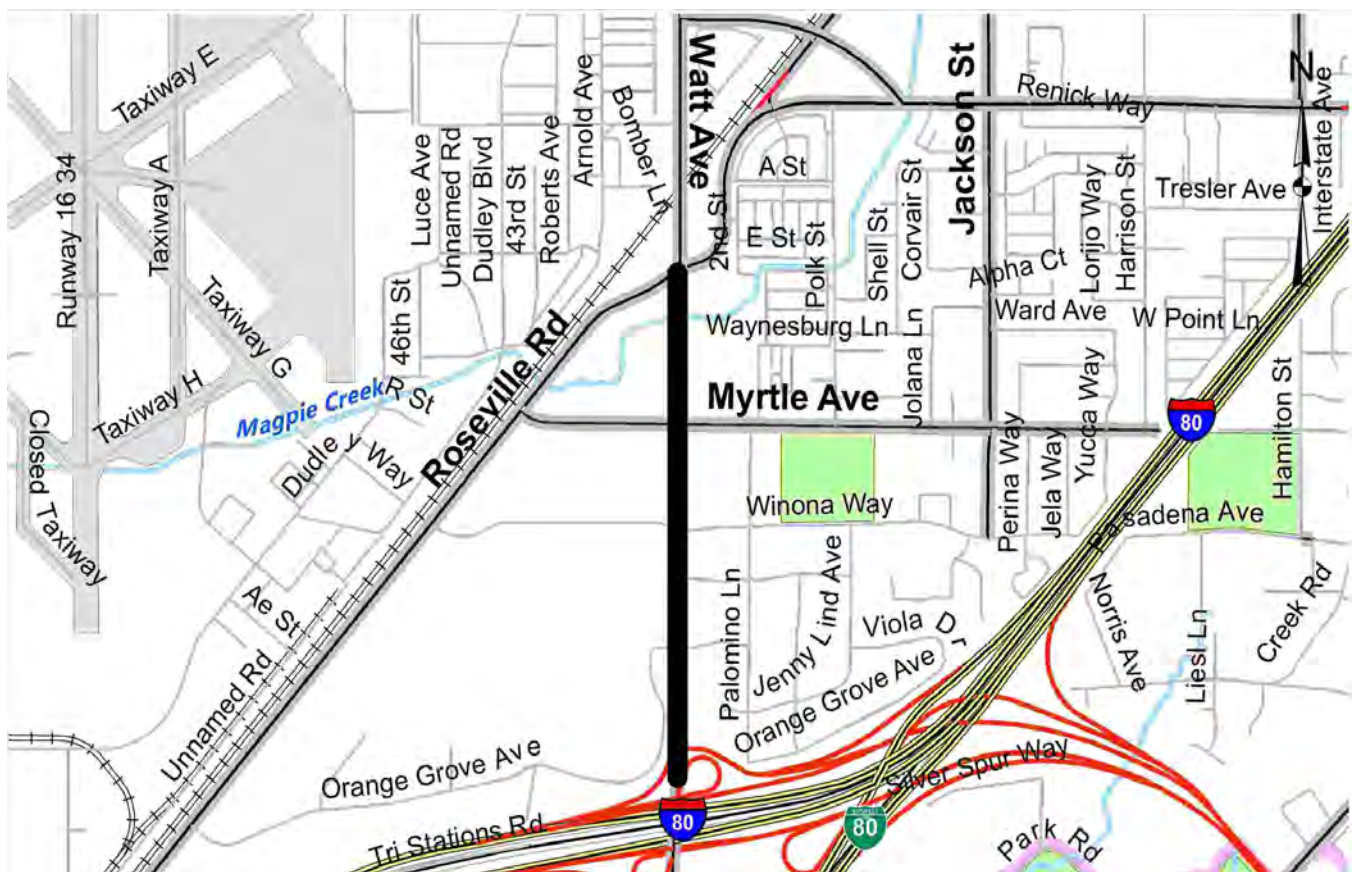 Taxiway E
Taxiway A
Runway 16 34
Taxiway G
Taxiway H
Closed Taxiway
Magpie Creek
Luce Ave
Unnamed Rd
Dudley Blvd
43rd St
Roberts Ave
Arnold Ave
Bomber Ln
46th St
R St
Dudle y Way
Roseville Rd
Ae St
Unnamed Rd
Watt Ave
2nd St
A St
E St
Polk St
Shell St
Corvair St
Jackson St
Renick Way
N
Interstate Ave
Tresler Ave
Lorijo Way
Harrison St
Alpha Ct
Ward Ave
W Point Ln
Waynesburg Ln
Jolana Ln
Myrtle Ave
Perina Way
Jela Way
Yucca Way
80
Hamilton St
Winona Way
Pasadena Ave
Palomino Ln
Jenny Lind Ave
Viola Dr
Orange Grove Ave
Norris Ave
Liesl Ln
Creek Rd
Orange Grove Ave
Tri Stations Rd
80
80
Silver Spur Way
Park Rd